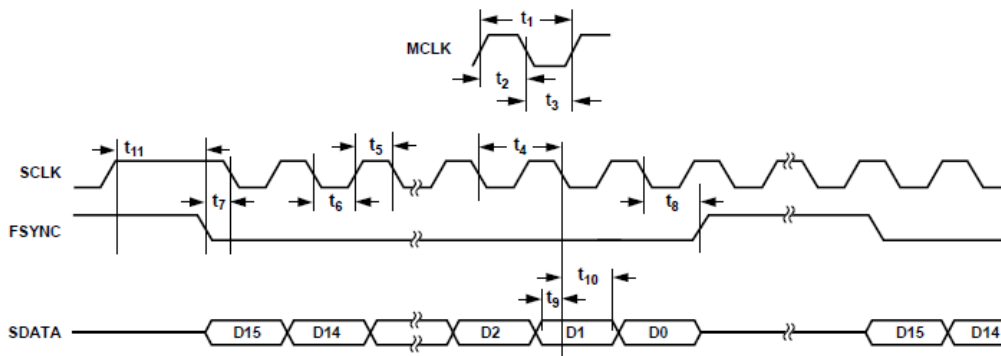 t1
MCLK
t2
t3
t11
t5
t4
SCLK
t7
t6
t8
FSYNC
t10
t9
SDATA D15 D14 D2 D1 D0 D15 D14